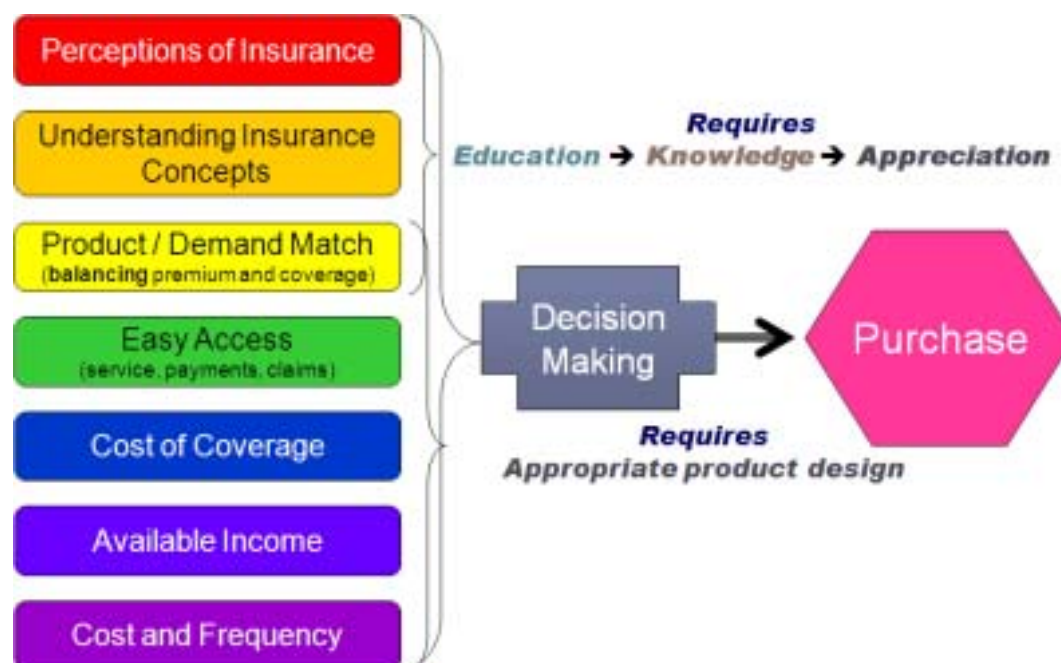 Perceptions of Insurance
Understanding Insurance
Concepts
Product / Demand Match
(balancing premium and coverage)
Easy Access
(service, payments, claims)
Cost of Coverage
Available Income
Cost and Frequency
Requires
Education → Knowledge → Appreciation
Decision
Making
Purchase
Requires
Appropriate product design